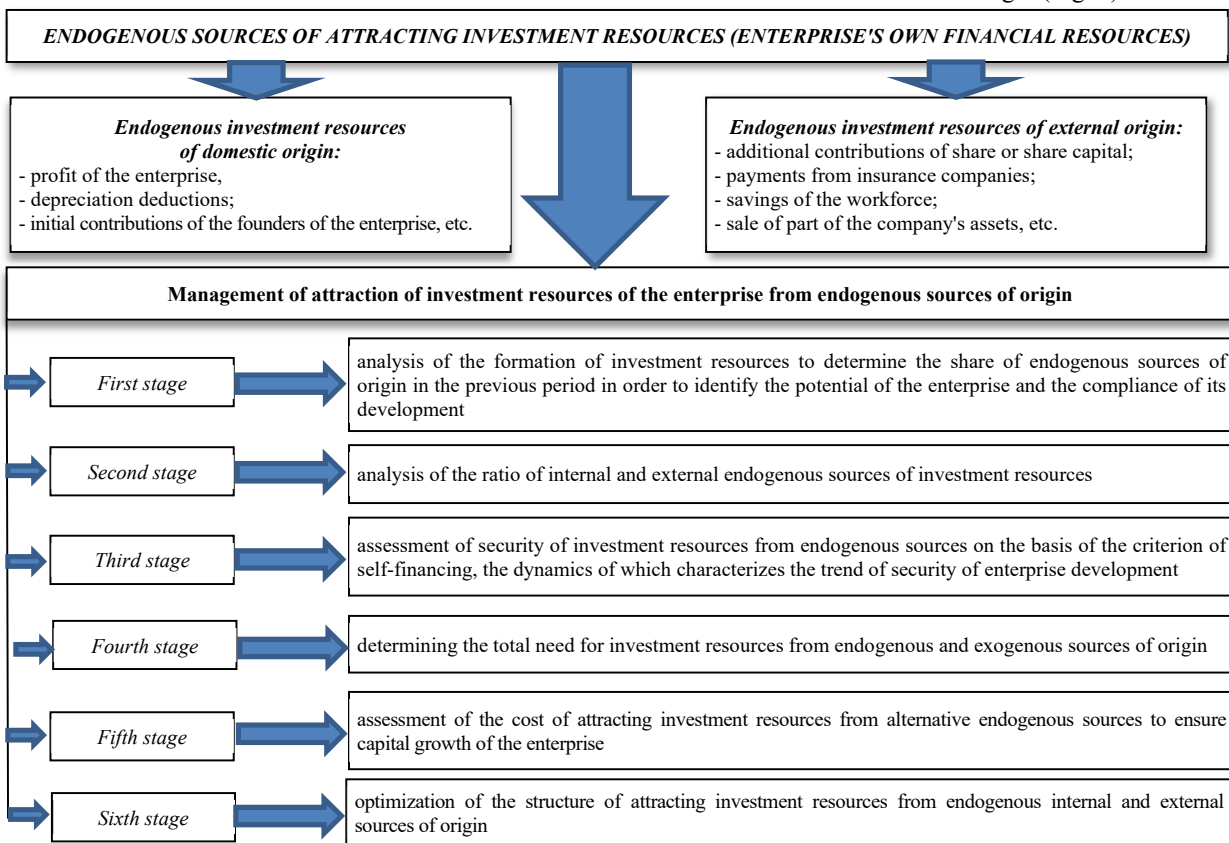 ENDOGENOUS SOURCES OF ATTRACTING INVESTMENT RESOURCES (ENTERPRISE'S OWN FINANCIAL RESOURCES)
Endogenous investment resources
of domestic origin:
- profit of the enterprise,
- depreciation deductions;
- initial contributions of the founders of the enterprise, etc.
Endogenous investment resources of external origin:
- additional contributions of share or share capital;
- payments from insurance companies;
- savings of the workforce;
- sale of part of the company's assets, etc.
Management of attraction of investment resources of the enterprise from endogenous sources of origin
First stage
analysis of the formation of investment resources to determine the share of endogenous sources of
origin in the previous period in order to identify the potential of the enterprise and the compliance of its
development
Second stage
analysis of the ratio of internal and external endogenous sources of investment resources
Third stage
assessment of security of investment resources from endogenous sources on the basis of the criterion of
self-financing, the dynamics of which characterizes the trend of security of enterprise development
Fourth stage
determining the total need for investment resources from endogenous and exogenous sources of origin
Fifth stage
assessment of the cost of attracting investment resources from alternative endogenous sources to ensure
capital growth of the enterprise
Sixth stage
optimization of the structure of attracting investment resources from endogenous internal and external
sources of origin